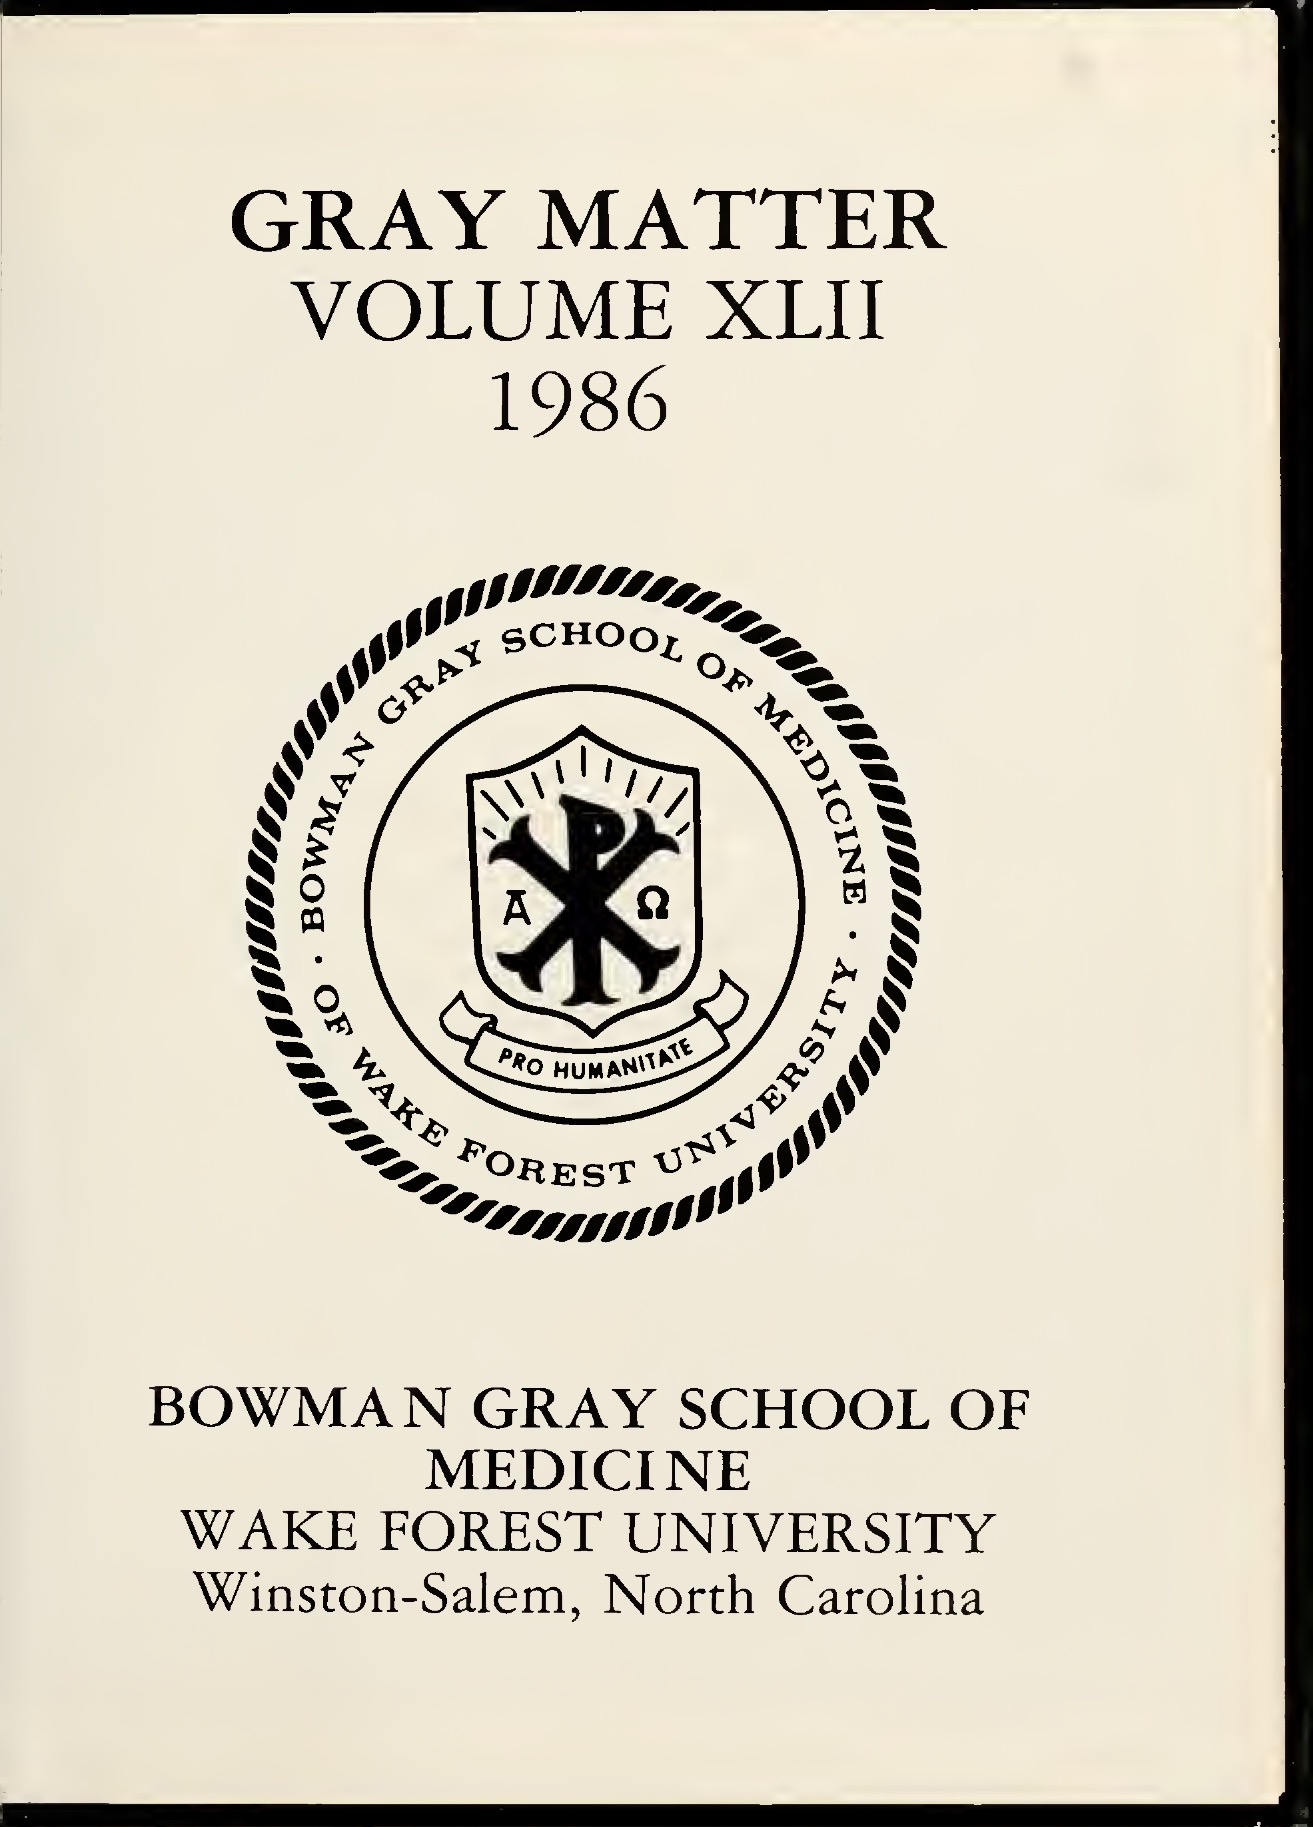 GRAY MATTER
VOLUME XLII
1986
· BOWMAN GRAY SCHOOL OF MEDICINE ·
OF WAKE FOREST UNIVERSITY
Α Ω
PRO HUMANITATE
BOWMAN GRAY SCHOOL OF
MEDICINE
WAKE FOREST UNIVERSITY
Winston-Salem, North Carolina